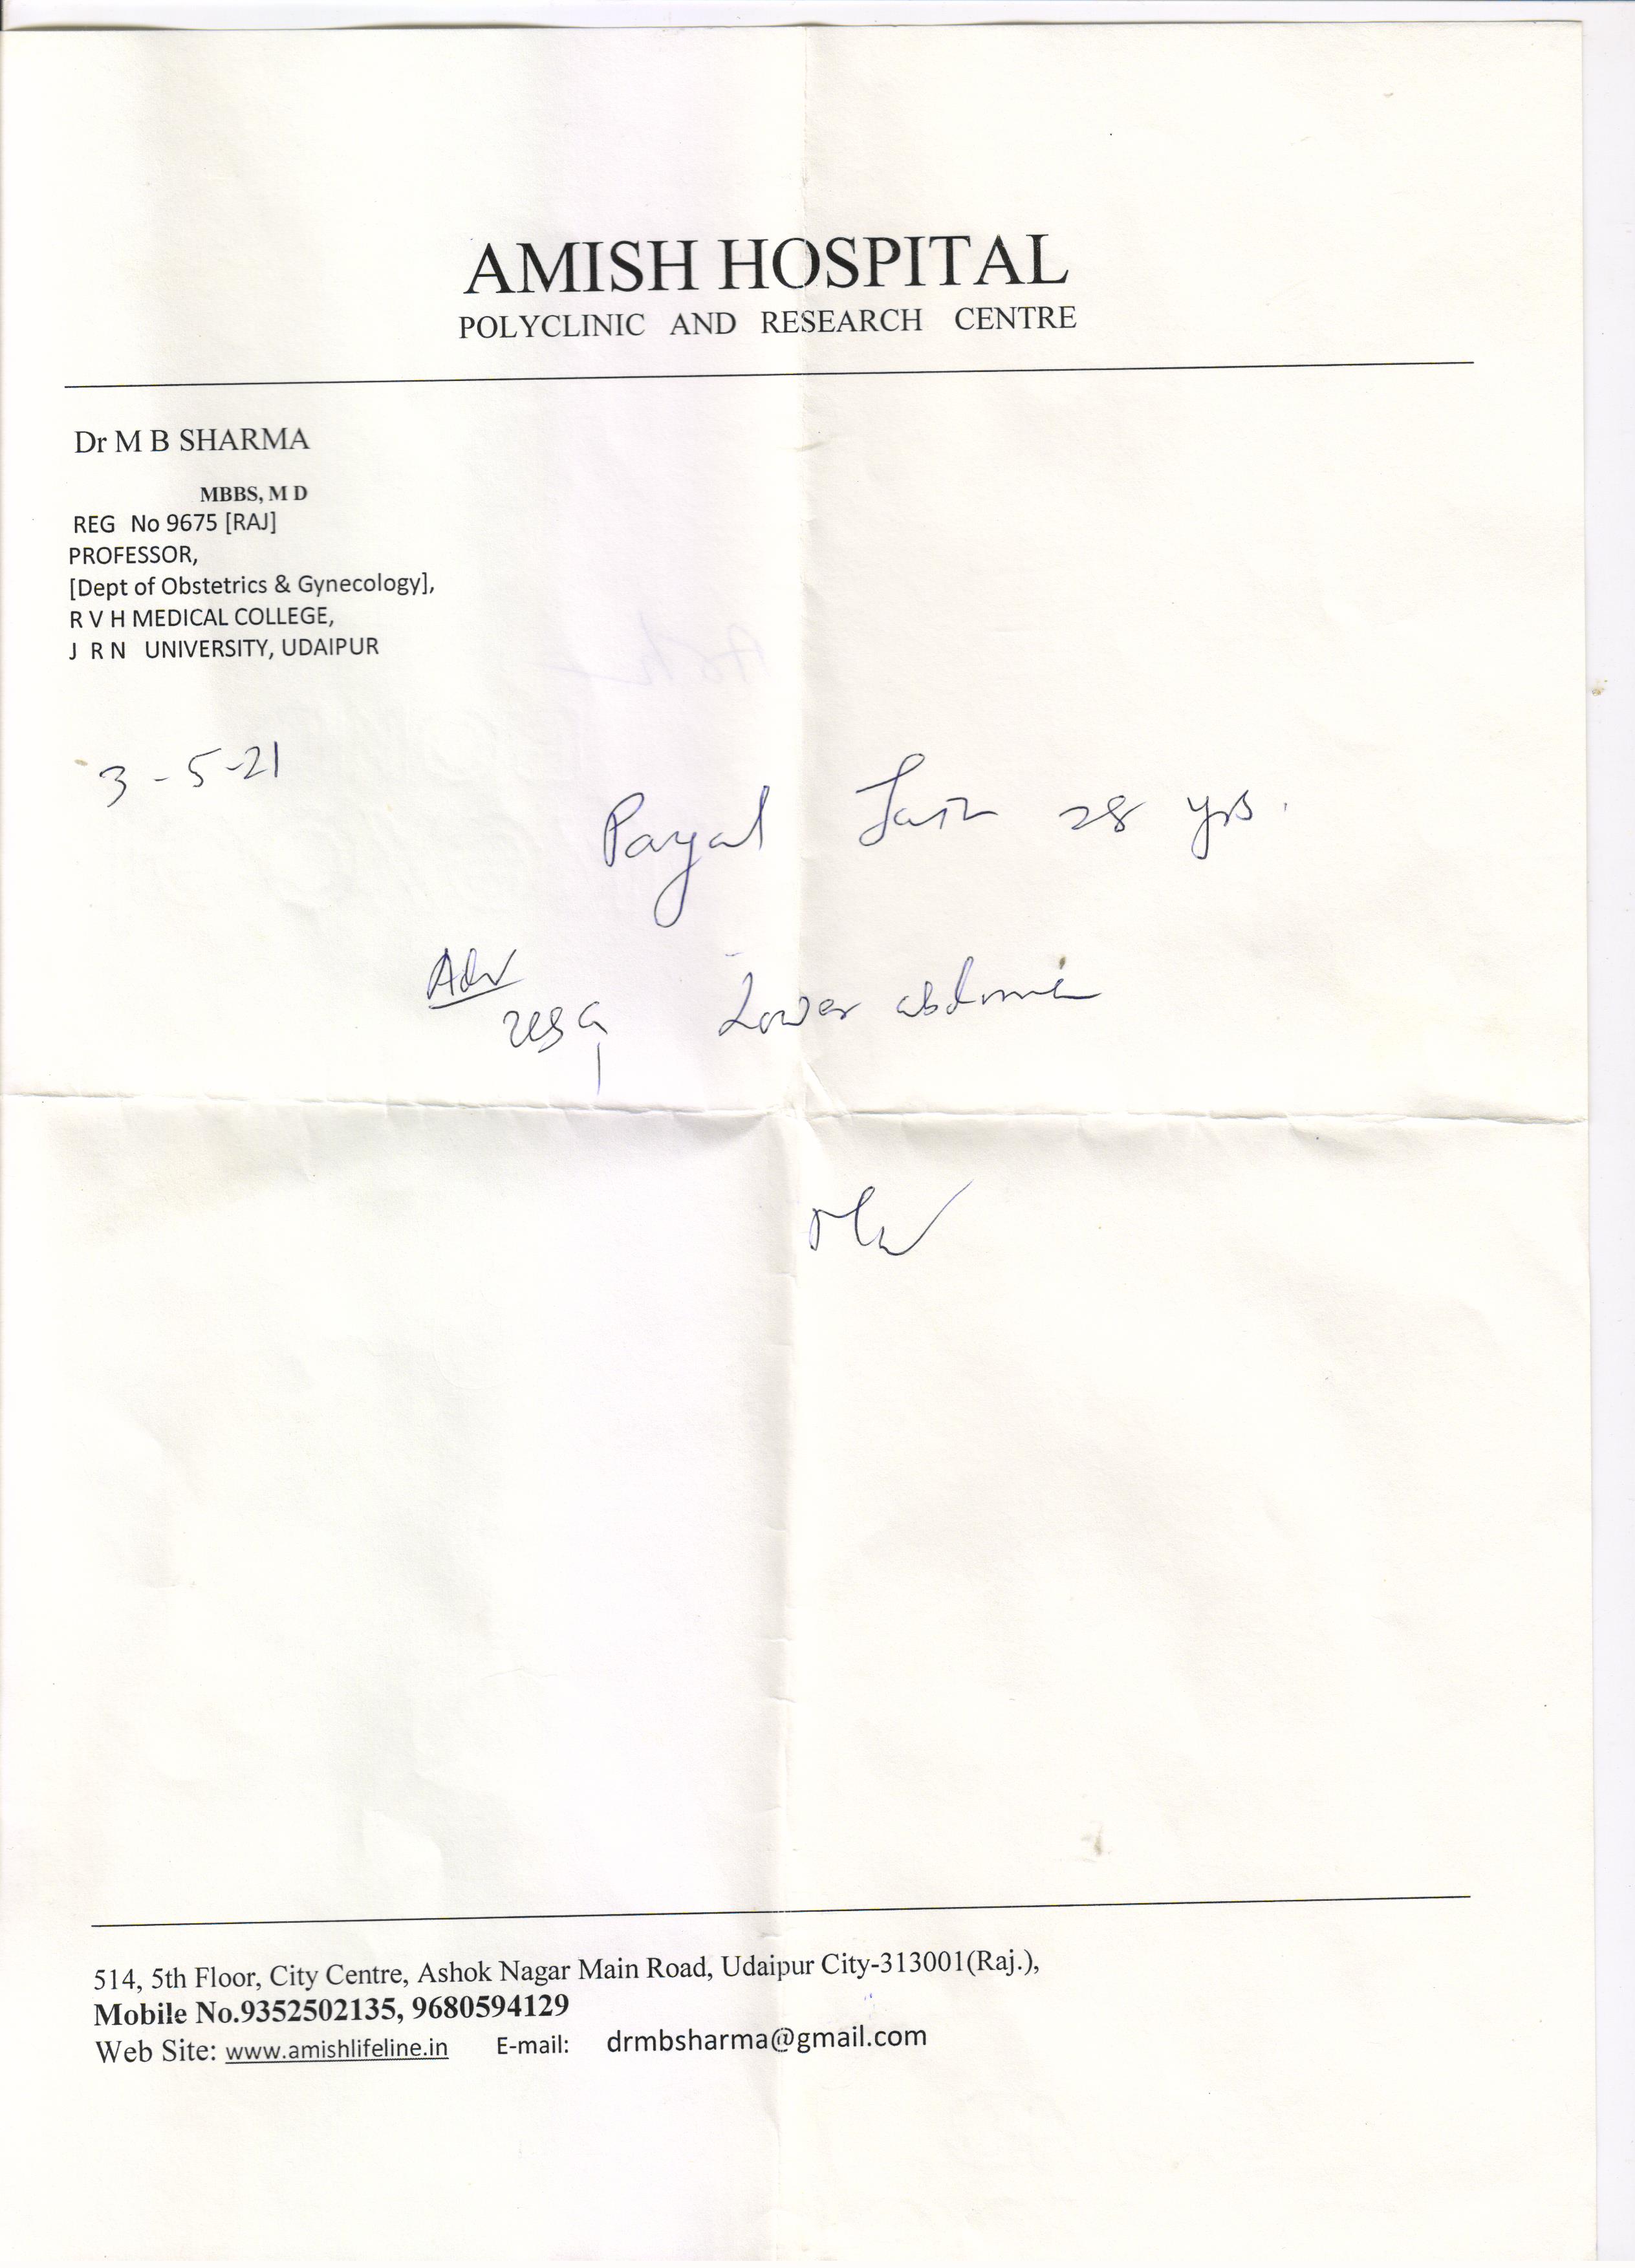 AMISH HOSPITAL
POLYCLINIC AND RESEARCH CENTRE
Dr M B SHARMA
MBBS, M D
REG No 9675 [RAJ]
PROFESSOR,
[Dept of Obstetrics & Gynecology],
R V H MEDICAL COLLEGE,
J R N UNIVERSITY, UDAIPUR
3-5-21
Payal Jain 28 yrs.
Adv
USG Lower abdomen
514, 5th Floor, City Centre, Ashok Nagar Main Road, Udaipur City-313001(Raj.),
Mobile No.9352502135, 9680594129
Web Site: www.amishlifeline.in E-mail: drmbsharma@gmail.com